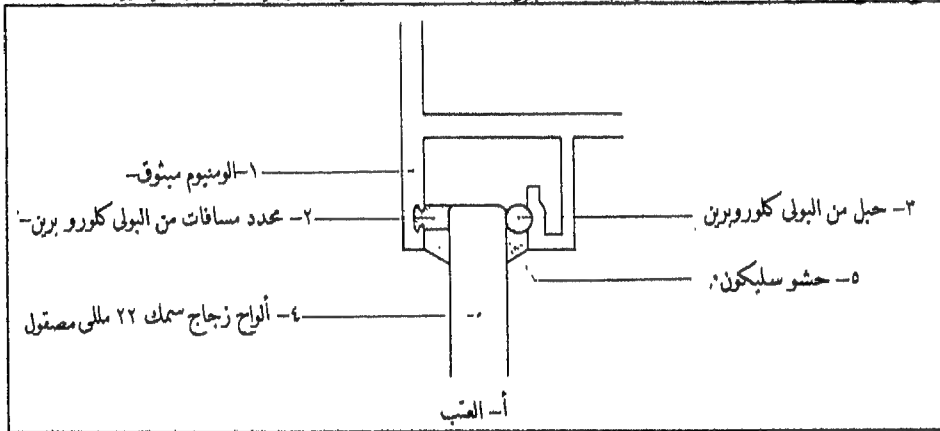 ١- الومنيوم مبثوق-
٢- محدد مسافات من البولى كلورو برين-
٣- حبل من البولى كلوروبرين
٥- حشو سليكون
٤- ألواح زجاج سمك ٢٢ مللى مصقول
أ- العتب